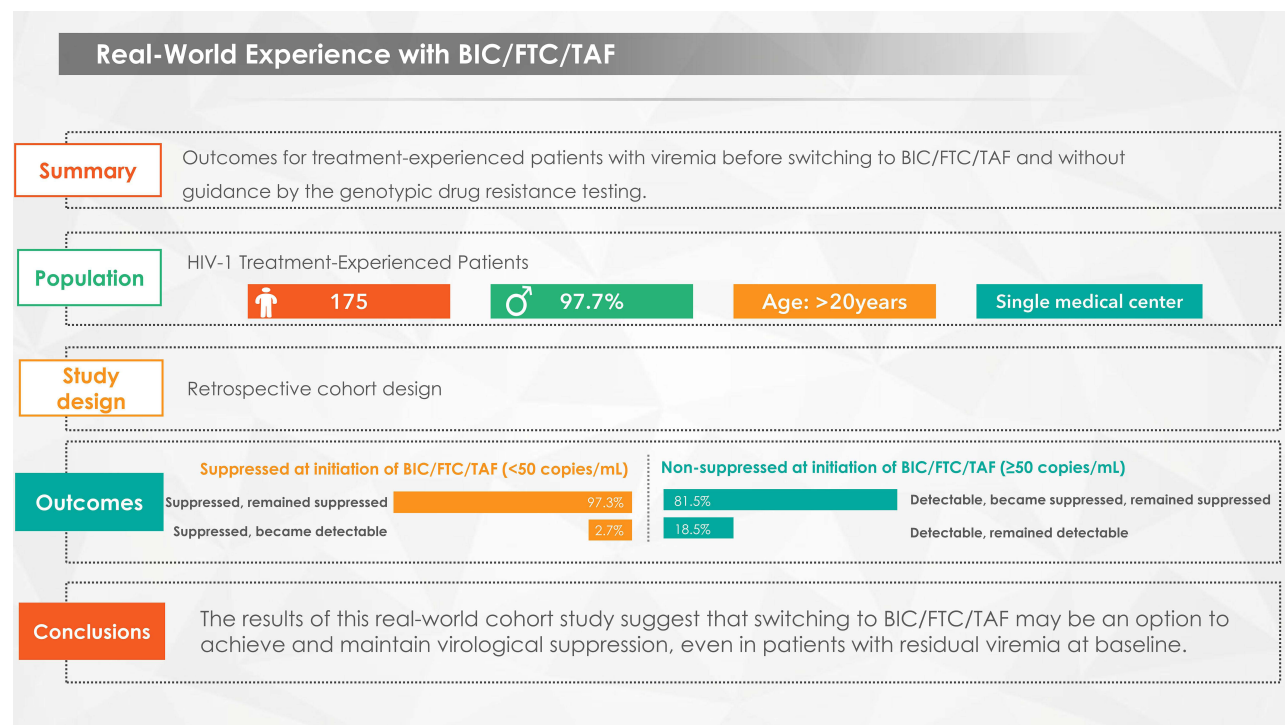 Real-World Experience with BIC/FTC/TAF
Summary
Outcomes for treatment-experienced patients with viremia before switching to BIC/FTC/TAF and without
guidance by the genotypic drug resistance testing.
Population
HIV-1 Treatment-Experienced Patients
175
97.7%
Age: >20years
Single medical center
Study
design
Retrospective cohort design
Outcomes
Suppressed at initiation of BIC/FTC/TAF (<50 copies/mL)
Suppressed, remained suppressed
97.3%
Suppressed, became detectable
2.7%
Non-suppressed at initiation of BIC/FTC/TAF (≥50 copies/mL)
81.5%
Detectable, became suppressed, remained suppressed
18.5%
Detectable, remained detectable
Conclusions
The results of this real-world cohort study suggest that switching to BIC/FTC/TAF may be an option to
achieve and maintain virological suppression, even in patients with residual viremia at baseline.